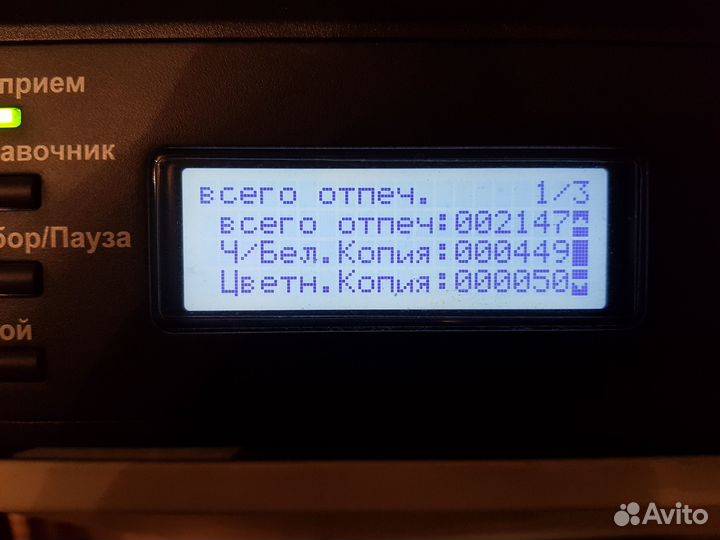 прием
авочник
бор/Пауза
ой
всего отпеч. 1/3
всего отпеч:002147
Ч/Бел.Копия:000449
Цветн.Копия:000050
Avito